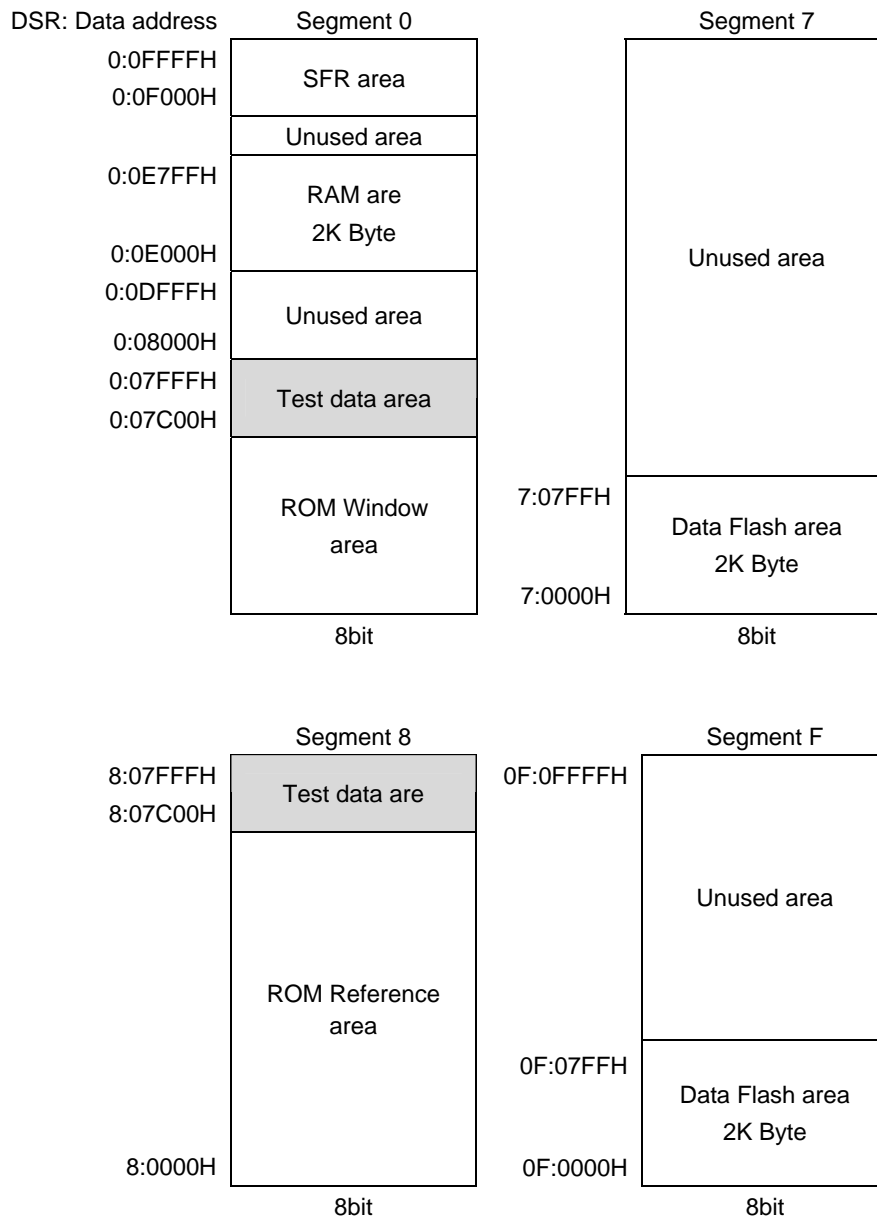 DSR: Data address
Segment 0
0:0FFFFH
SFR area
0:0F000H
Unused area
0:0E7FFH
RAM are
2K Byte
0:0E000H
0:0DFFFH
Unused area
0:08000H
0:07FFFH
Test data area
0:07C00H
ROM Window
area
8bit
Segment 7
Unused area
7:07FFH
Data Flash area
2K Byte
7:0000H
8bit
Segment 8
8:07FFFH
Test data are
8:07C00H
ROM Reference
area
8:0000H
8bit
Segment F
0F:0FFFFH
Unused area
0F:07FFH
Data Flash area
2K Byte
0F:0000H
8bit